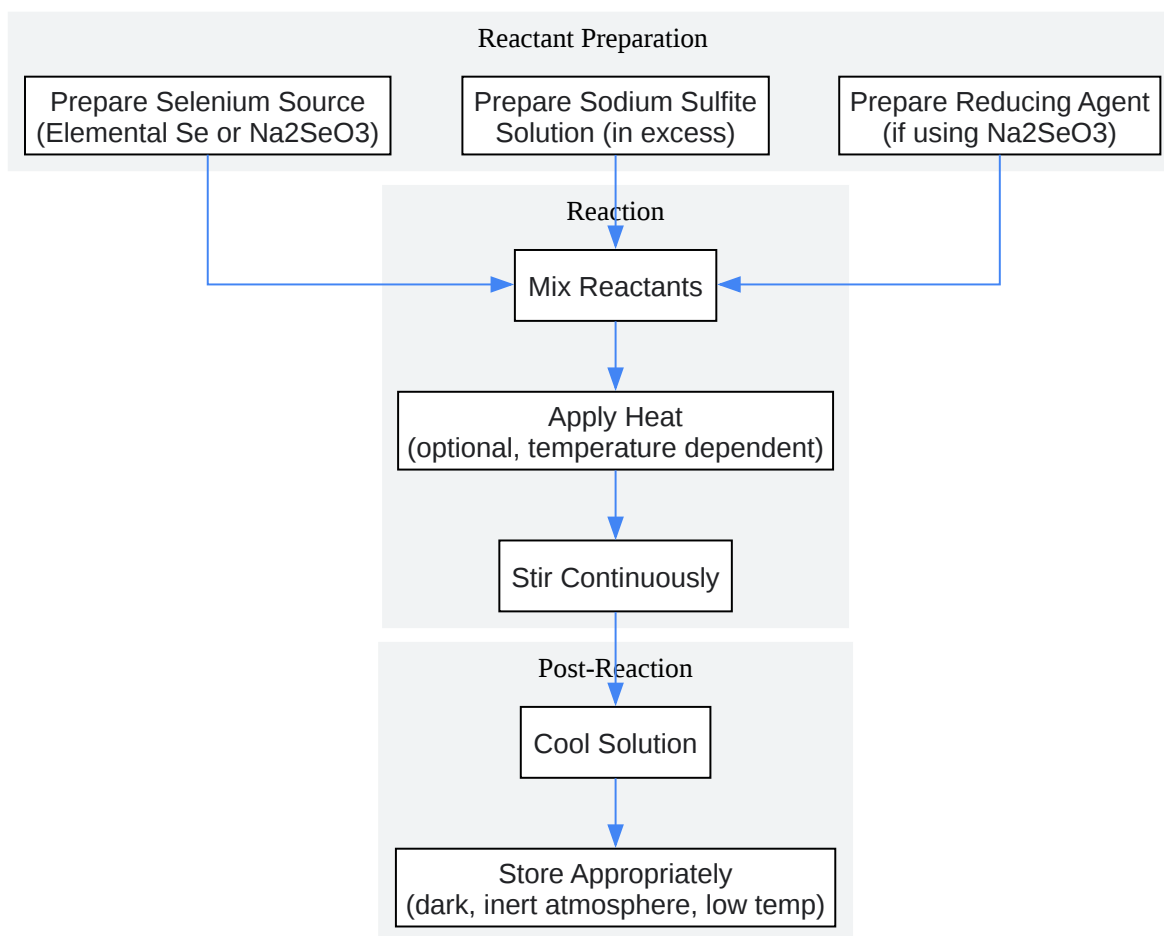 Reactant Preparation
Prepare Selenium Source
(Elemental Se or Na2SeO3)
Prepare Sodium Sulfite
Solution (in excess)
Prepare Reducing Agent
(if using Na2SeO3)
Reaction
Mix Reactants
Apply Heat
(optional, temperature dependent)
Stir Continuously
Post-Reaction
Cool Solution
Store Appropriately
(dark, inert atmosphere, low temp)